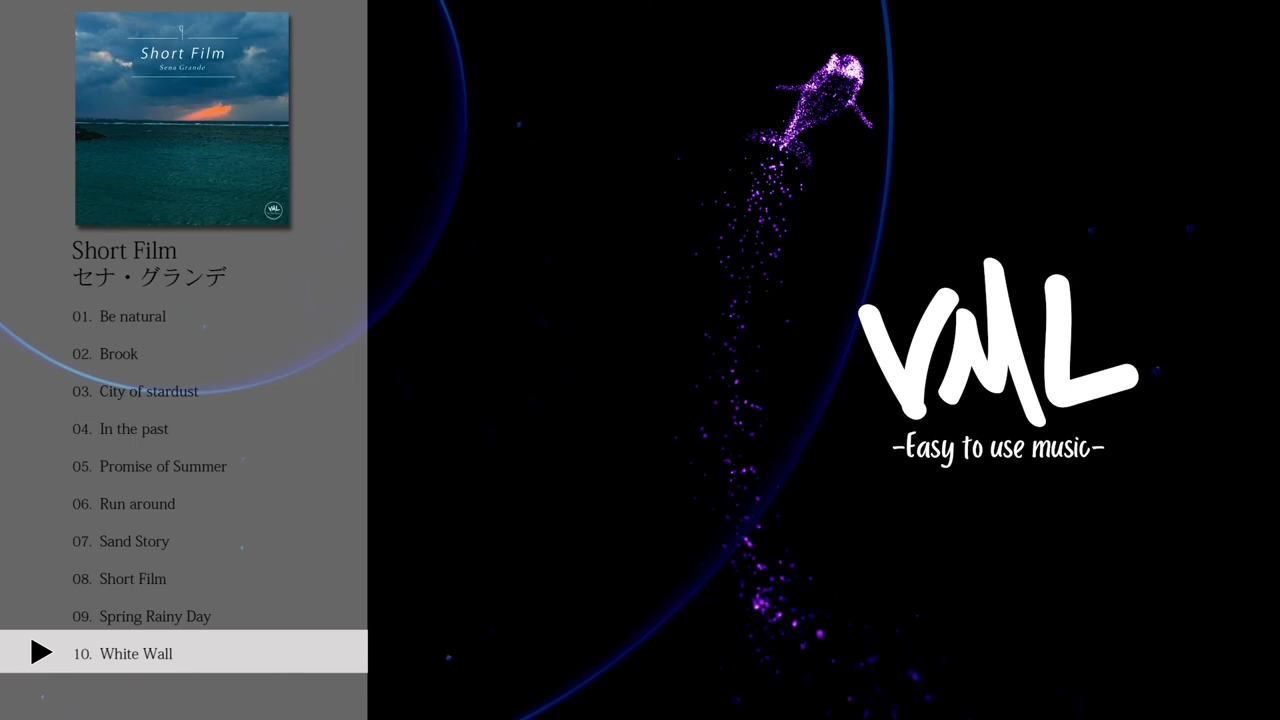 Short Film
Sena Grande
VML
Short Film
セナ・グランデ
01. Be natural
02. Brook
03. City of stardust
04. In the past
05. Promise of Summer
06. Run around
07. Sand Story
08. Short Film
09. Spring Rainy Day
10. White Wall
VML
-Easy to use music-